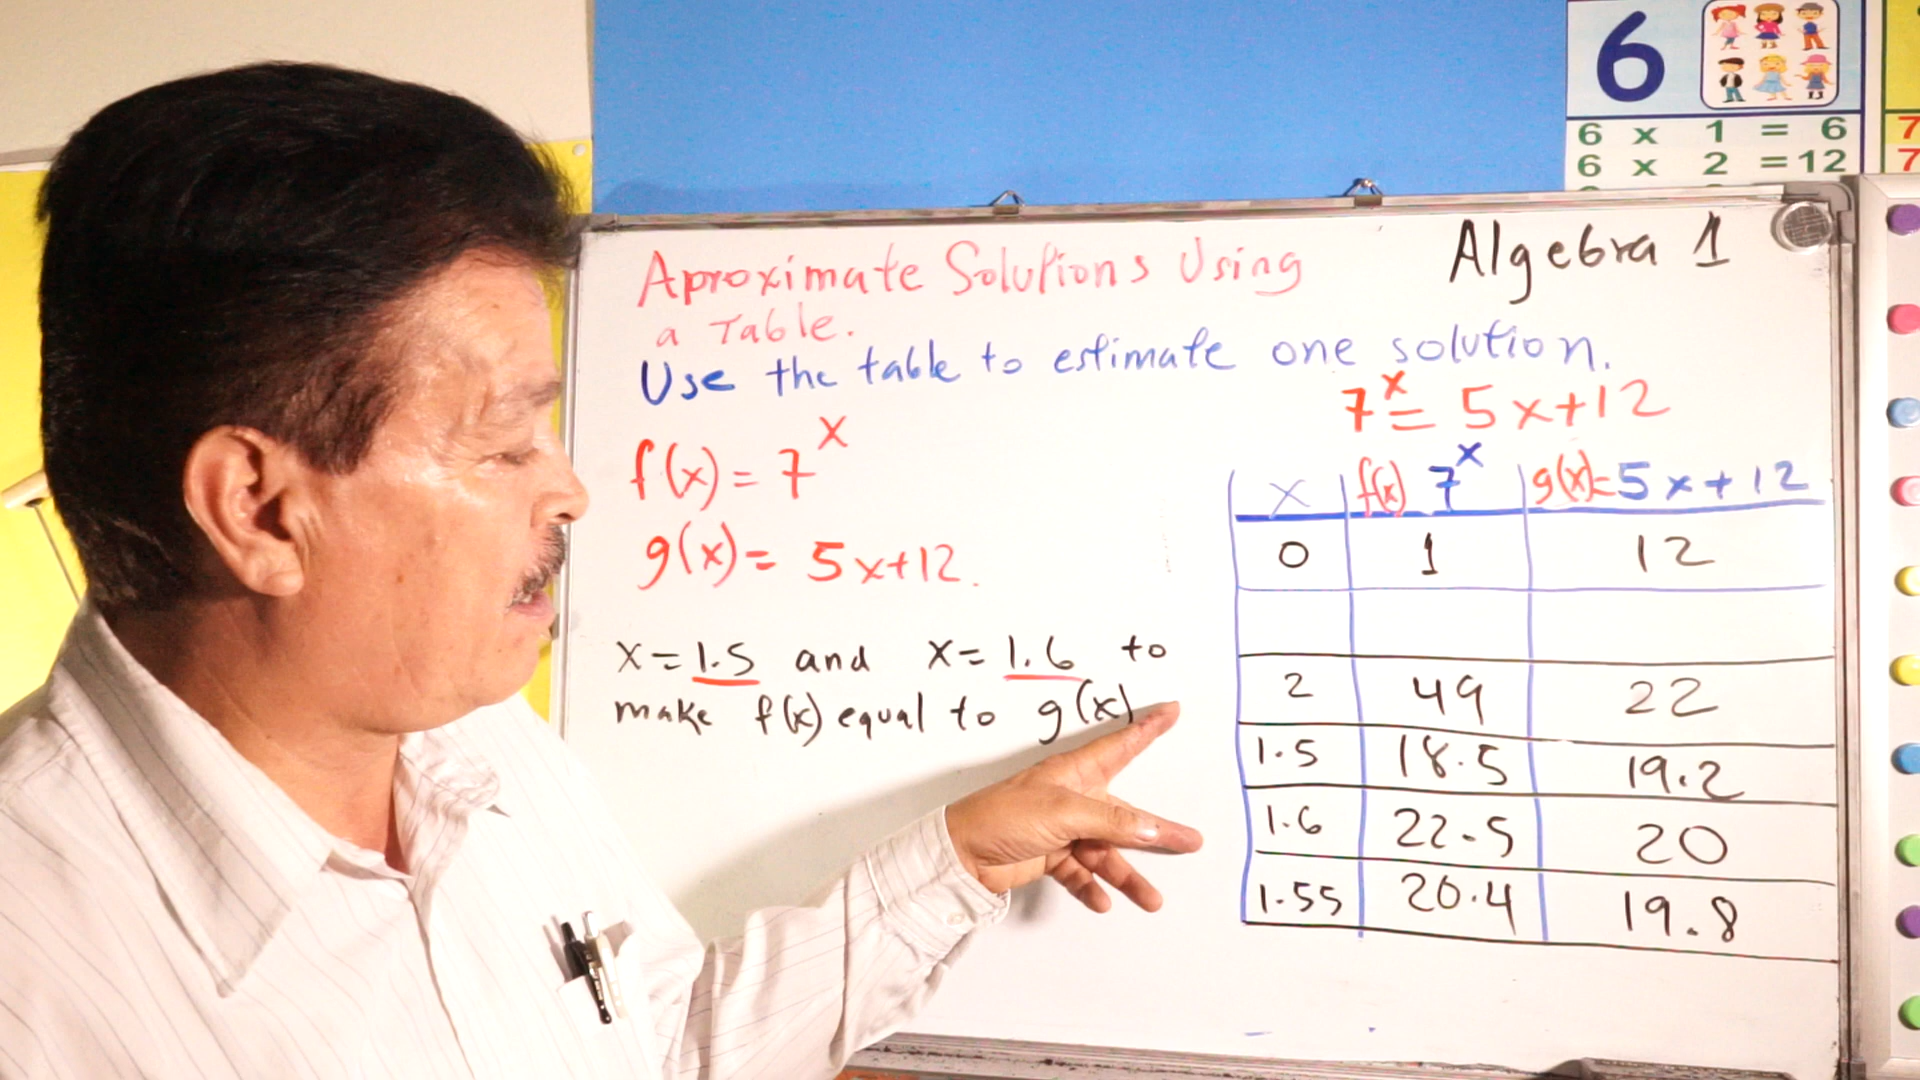 6
6 x 1 = 6
6 x 2 = 12
7
7
Algebra 1
Aproximate Solutions Using
a Table.
Use the table to estimate one solution.
7^x = 5x+12
f(x) = 7^x
g(x) = 5x+12.
x = 1.5 and x = 1.6 to
make f(x) equal to g(x)
x f(x) 7^x g(x)=5x+12
0 1 12
2 49 22
1.5 18.5 19.2
1.6 22.5 20
1.55 20.4 19.8